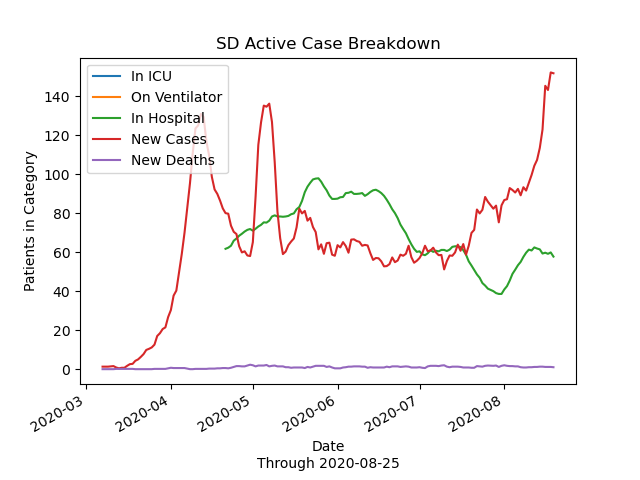 SD Active Case Breakdown
In ICU
On Ventilator
In Hospital
New Cases
New Deaths
Patients in Category
140
120
100
80
60
40
20
0
2020-03
2020-04
2020-05
2020-06
2020-07
2020-08
Date
Through 2020-08-25